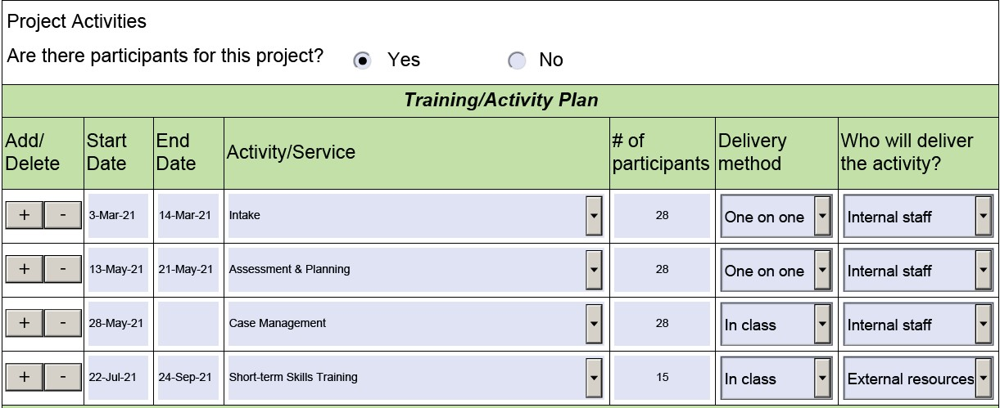 Project Activities
Are there participants for this project? Yes No
Training/Activity Plan
Add/ Delete Start Date End Date Activity/Service # of participants Delivery method Who will deliver the activity?
+ - 3-Mar-21 14-Mar-21 Intake 28 One on one Internal staff
+ - 13-May-21 21-May-21 Assessment & Planning 28 One on one Internal staff
+ - 28-May-21 Case Management 28 In class Internal staff
+ - 22-Jul-21 24-Sep-21 Short-term Skills Training 15 In class External resources